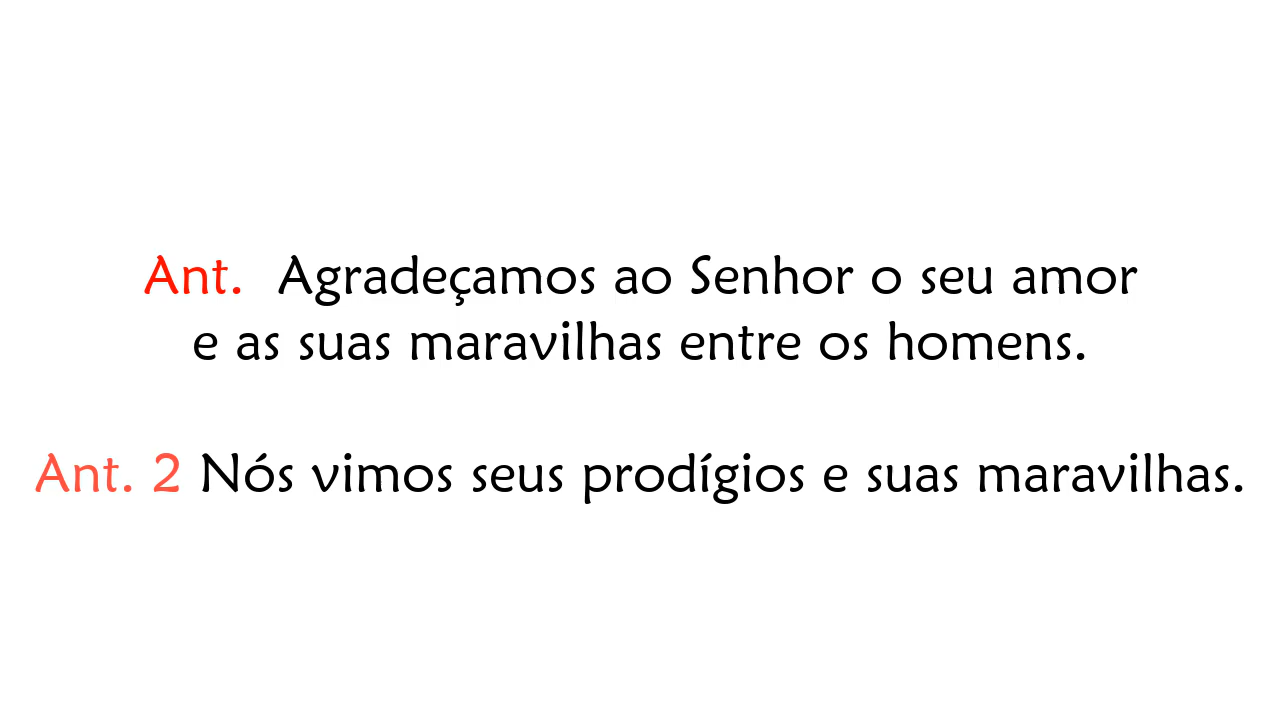 Ant. Agradeçamos ao Senhor o seu amor
e as suas maravilhas entre os homens.
Ant. 2 Nós vimos seus prodígios e suas maravilhas.